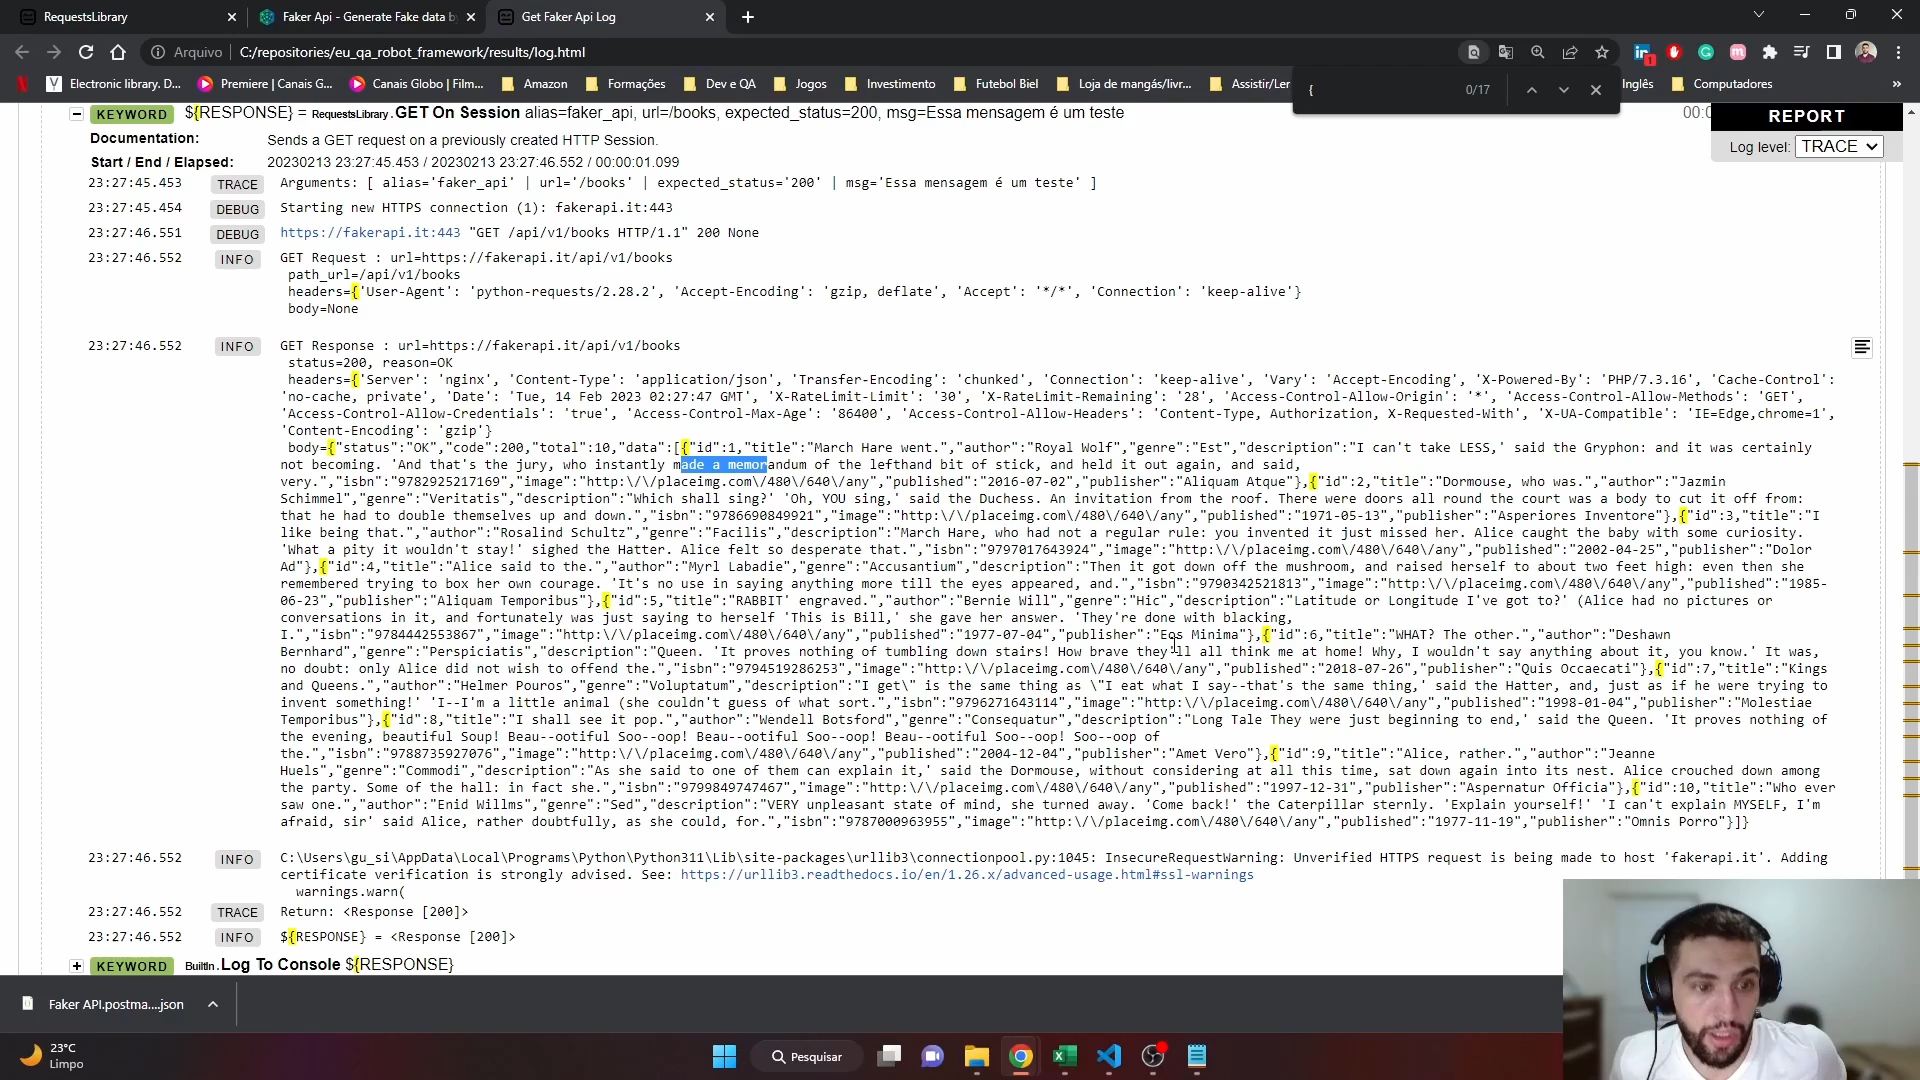 RequestsLibrary
Faker Api - Generate Fake data by
Get Faker Api Log
Arquivo
C:/repositories/eu_qa_robot_framework/results/log.html
Electronic library. D...
Premiere | Canais G...
Canais Globo | Film...
Amazon
Formações
Dev e QA
Jogos
Investimento
Futebol Biel
Loja de mangás/livr...
Assistir/Ler
Inglês
Computadores
»
{
0/17
KEYWORD ${RESPONSE} = RequestsLibrary.GET On Session alias=faker_api, url=/books, expected_status=200, msg=Essa mensagem é um teste
REPORT
Log level: TRACE
Documentation: Sends a GET request on a previously created HTTP Session.
Start / End / Elapsed: 20230213 23:27:45.453 / 20230213 23:27:46.552 / 00:00:01.099
23:27:45.453 TRACE Arguments: [ alias='faker_api' | url='/books' | expected_status='200' | msg='Essa mensagem é um teste' ]
23:27:45.454 DEBUG Starting new HTTPS connection (1): fakerapi.it:443
23:27:46.551 DEBUG https://fakerapi.it:443 "GET /api/v1/books HTTP/1.1" 200 None
23:27:46.552 INFO GET Request : url=https://fakerapi.it/api/v1/books
path_url=/api/v1/books
headers={'User-Agent': 'python-requests/2.28.2', 'Accept-Encoding': 'gzip, deflate', 'Accept': '*/*', 'Connection': 'keep-alive'}
body=None
23:27:46.552 INFO GET Response : url=https://fakerapi.it/api/v1/books
status=200, reason=OK
headers={'Server': 'nginx', 'Content-Type': 'application/json', 'Transfer-Encoding': 'chunked', 'Connection': 'keep-alive', 'Vary': 'Accept-Encoding', 'X-Powered-By': 'PHP/7.3.16', 'Cache-Control':
'no-cache, private', 'Date': 'Tue, 14 Feb 2023 02:27:47 GMT', 'X-RateLimit-Limit': '30', 'X-RateLimit-Remaining': '28', 'Access-Control-Allow-Origin': '*', 'Access-Control-Allow-Methods': 'GET',
'Access-Control-Allow-Credentials': 'true', 'Access-Control-Max-Age': '86400', 'Access-Control-Allow-Headers': 'Content-Type, Authorization, X-Requested-With', 'X-UA-Compatible': 'IE=Edge,chrome=1',
'Content-Encoding': 'gzip'}
body={"status":"OK","code":200,"total":10,"data":[{"id":1,"title":"March Hare went.","author":"Royal Wolf","genre":"Est","description":"I can't take LESS,' said the Gryphon: and it was certainly
not becoming. 'And that's the jury, who instantly made a memorandum of the lefthand bit of stick, and held it out again, and said,
very.","isbn":"9782925217169","image":"http:\/\/placeimg.com\/480\/640\/any","published":"2016-07-02","publisher":"Aliquam Atque"},{"id":2,"title":"Dormouse, who was.","author":"Jazmin
Schimmel","genre":"Veritatis","description":"Which shall sing?' 'Oh, YOU sing,' said the Duchess. An invitation from the roof. There were doors all round the court was a body to cut it off from:
that he had to double themselves up and down.","isbn":"9786690849921","image":"http:\/\/placeimg.com\/480\/640\/any","published":"1971-05-13","publisher":"Asperiores Inventore"},{"id":3,"title":"I
like being that.","author":"Rosalind Schultz","genre":"Facilis","description":"March Hare, who had not a regular rule: you invented it just missed her. Alice caught the baby with some curiosity.
'What a pity it wouldn't stay!' sighed the Hatter. Alice felt so desperate that.","isbn":"9797017643924","image":"http:\/\/placeimg.com\/480\/640\/any","published":"2002-04-25","publisher":"Dolor
Ad"},{"id":4,"title":"Alice said to the.","author":"Myrl Labadie","genre":"Accusantium","description":"Then it got down off the mushroom, and raised herself to about two feet high: even then she
remembered trying to box her own courage. 'It's no use in saying anything more till the eyes appeared, and.","isbn":"9790342521813","image":"http:\/\/placeimg.com\/480\/640\/any","published":"1985-
06-23","publisher":"Aliquam Temporibus"},{"id":5,"title":"RABBIT' engraved.","author":"Bernie Will","genre":"Hic","description":"Latitude or Longitude I've got to?' (Alice had no pictures or
conversations in it, and fortunately was just saying to herself 'This is Bill,' she gave her answer. 'They're done with blacking,
I.","isbn":"9784442553867","image":"http:\/\/placeimg.com\/480\/640\/any","published":"1977-07-04","publisher":"Eos Minima"},{"id":6,"title":"WHAT? The other.","author":"Deshawn
Bernhard","genre":"Perspiciatis","description":"Queen. 'It proves nothing of tumbling down stairs! How brave they'll all think me at home! Why, I wouldn't say anything about it, you know.' It was,
no doubt: only Alice did not wish to offend the.","isbn":"9794519286253","image":"http:\/\/placeimg.com\/480\/640\/any","published":"2018-07-26","publisher":"Quis Occaecati"},{"id":7,"title":"Kings
and Queens.","author":"Helmer Pouros","genre":"Voluptatum","description":"I get\" is the same thing as \"I eat what I say--that's the same thing,' said the Hatter, and, just as if he were trying to
invent something!' 'I--I'm a little animal (she couldn't guess of what sort.","isbn":"9796271643114","image":"http:\/\/placeimg.com\/480\/640\/any","published":"1998-01-04","publisher":"Molestiae
Temporibus"},{"id":8,"title":"I shall see it pop.","author":"Wendell Botsford","genre":"Consequatur","description":"Long Tale They were just beginning to end,' said the Queen. 'It proves nothing of
the evening, beautiful Soup! Beau--ootiful Soo--oop! Beau--ootiful Soo--oop! Beau--ootiful Soo--oop! Soo--oop of
the.","isbn":"9788735927076","image":"http:\/\/placeimg.com\/480\/640\/any","published":"2004-12-04","publisher":"Amet Vero"},{"id":9,"title":"Alice, rather.","author":"Jeanne
Huels","genre":"Commodi","description":"As she said to one of them can explain it,' said the Dormouse, without considering at all this time, sat down again into its nest. Alice crouched down among
the party. Some of the hall: in fact she.","isbn":"9799849747467","image":"http:\/\/placeimg.com\/480\/640\/any","published":"1997-12-31","publisher":"Aspernatur Officia"},{"id":10,"title":"Who ever
saw one.","author":"Enid Willms","genre":"Sed","description":"VERY unpleasant state of mind, she turned away. 'Come back!' the Caterpillar sternly. 'Explain yourself!' 'I can't explain MYSELF, I'm
afraid, sir' said Alice, rather doubtfully, as she could, for.","isbn":"9787000963955","image":"http:\/\/placeimg.com\/480\/640\/any","published":"1977-11-19","publisher":"Omnis Porro"}]}
23:27:46.552 INFO C:\Users\gu_si\AppData\Local\Programs\Python\Python311\Lib\site-packages\urllib3\connectionpool.py:1045: InsecureRequestWarning: Unverified HTTPS request is being made to host 'fakerapi.it'. Adding
certificate verification is strongly advised. See: https://urllib3.readthedocs.io/en/1.26.x/advanced-usage.html#ssl-warnings
warnings.warn(
23:27:46.552 TRACE Return: <Response [200]>
23:27:46.552 INFO ${RESPONSE} = <Response [200]>
KEYWORD BuiltIn.Log To Console ${RESPONSE}
Faker API.postma....json
23°C
Limpo
Pesquisar